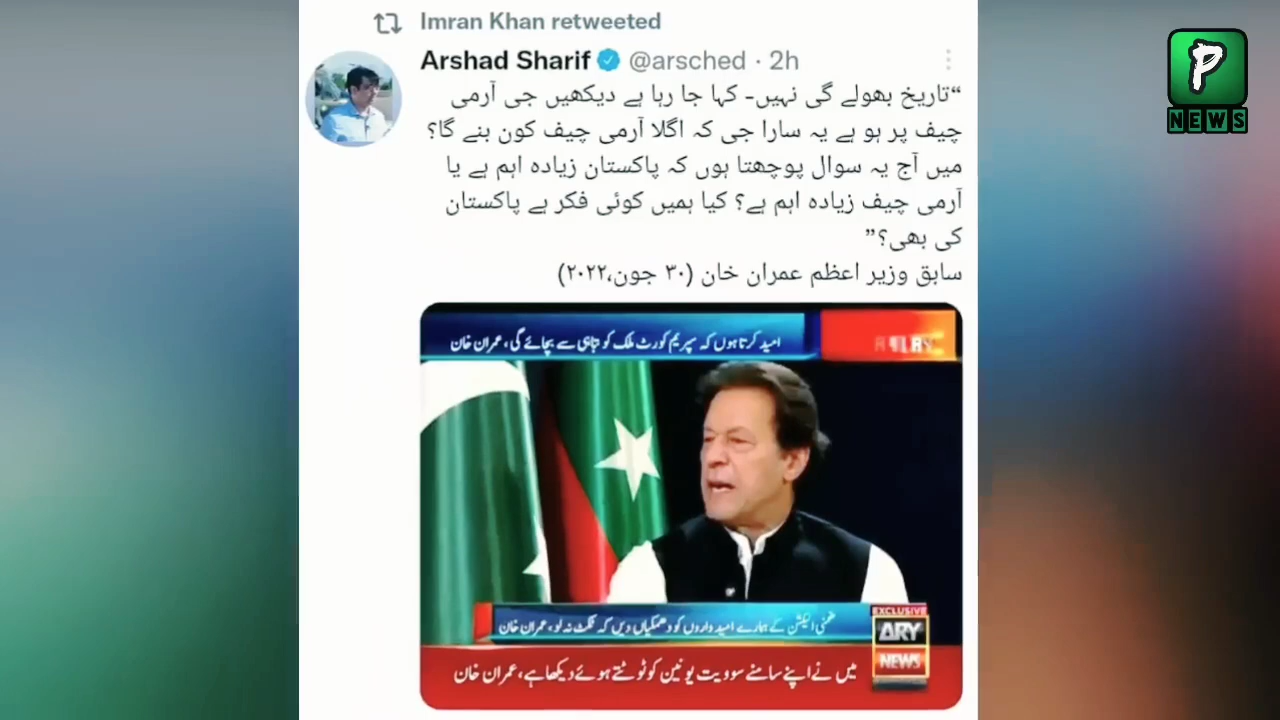 Imran Khan retweeted
Arshad Sharif @arsched · 2h
“تاریخ بھولے گی نہیں۔ کہا جا رہا ہے دیکھیں جی آرمی
چیف پر ہو ہے یہ سارا جی کہ اگلا آرمی چیف کون بنے گا؟
میں آج یہ سوال پوچھتا ہوں کہ پاکستان زیادہ اہم ہے یا
آرمی چیف زیادہ اہم ہے؟ کیا ہمیں کوئی فکر ہے پاکستان
کی بھی؟”
سابق وزیر اعظم عمران خان (۳۰ جون،۲۰۲۲)
امید کرتا ہوں کہ سپریم کورٹ ملک کو تباہی سے بچائے گی، عمران خان
ضمنی الیکشن کے ہمارے امیدواروں کو دھمکیاں دیں کہ ٹکٹ نہ لو، عمران خان
EXCLUSIVE
ARY
NEWS
میں نے اپنے سامنے سوویت یونین کو ٹوٹتے ہوئے دیکھا ہے، عمران خان
P
NEWS